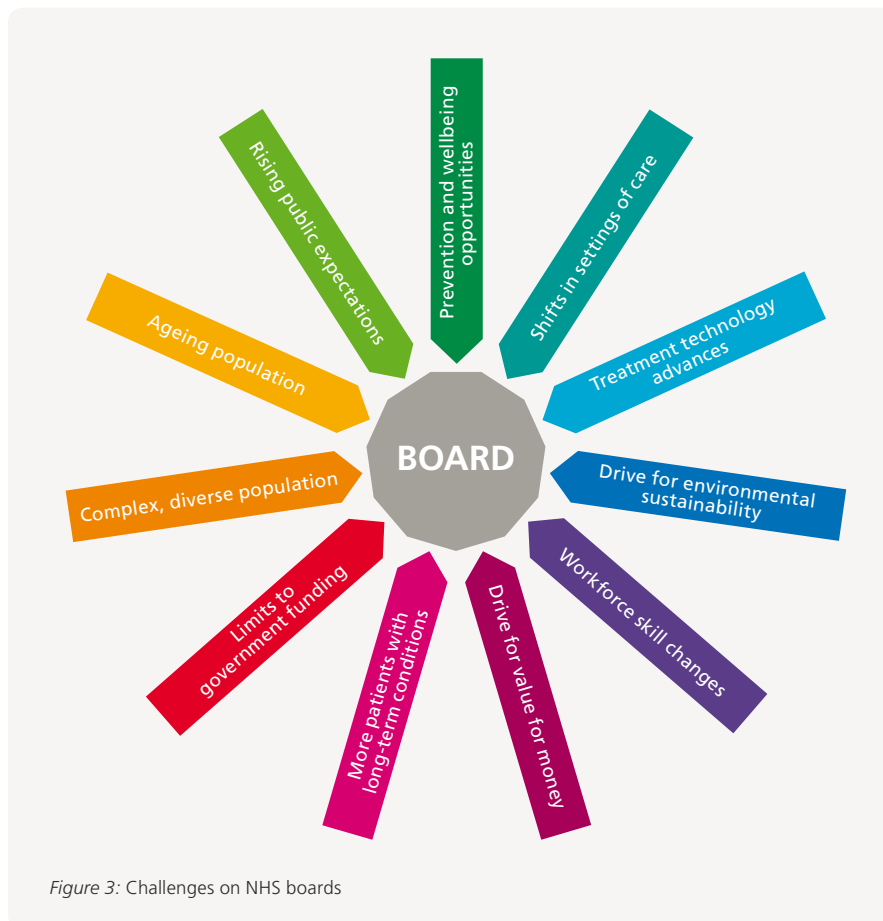 Prevention and wellbeing
opportunities
Shifts in settings of care
Treatment technology
advances
Drive for environmental
sustainability
Workforce skill changes
Drive for value for money
More patients with
long-term conditions
Limits to
government funding
Complex, diverse population
Ageing population
Rising public expectations
BOARD
Figure 3: Challenges on NHS boards